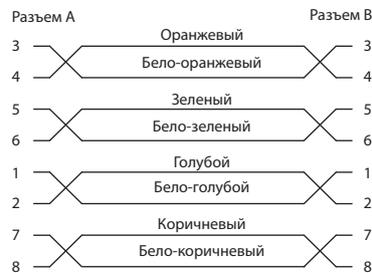 Разъем А Разъем В
Оранжевый
3 3
Бело-оранжевый
4 4
Зеленый
5 5
Бело-зеленый
6 6
Голубой
1 1
Бело-голубой
2 2
Коричневый
7 7
Бело-коричневый
8 8